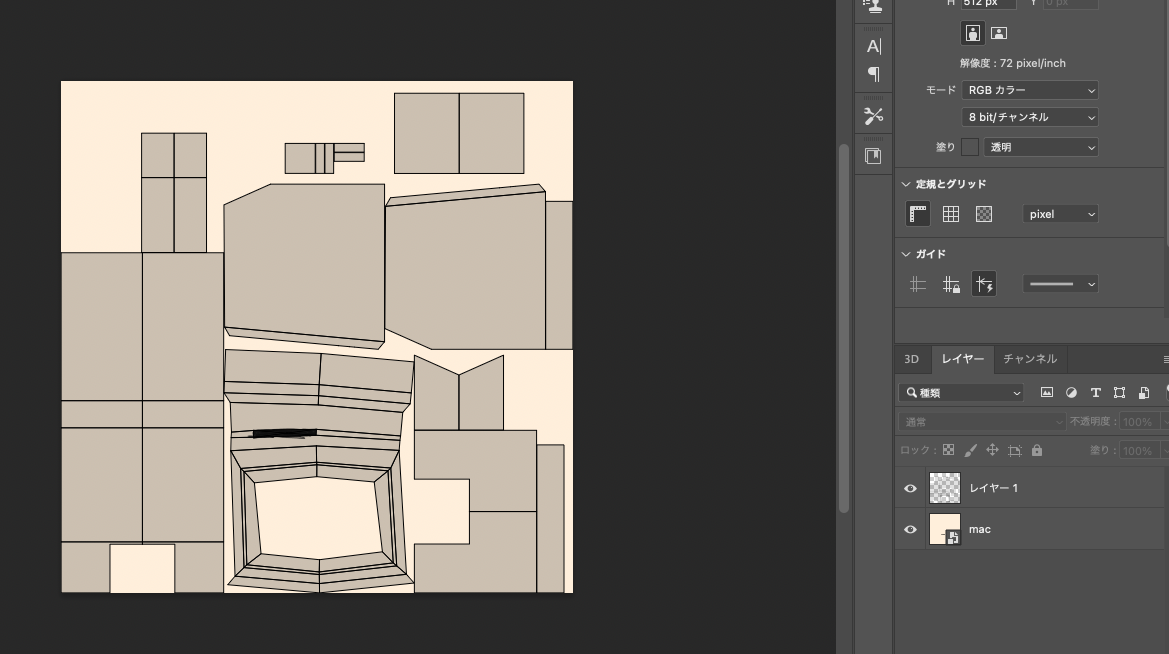 H 512 px Y 0 px
解像度 : 72 pixel/inch
モード RGB カラー
8 bit/チャンネル
塗り 透明
定規とグリッド
pixel
ガイド
3D レイヤー チャンネル
種類
通常 不透明度 : 100%
ロック : 塗り : 100%
レイヤー 1
mac